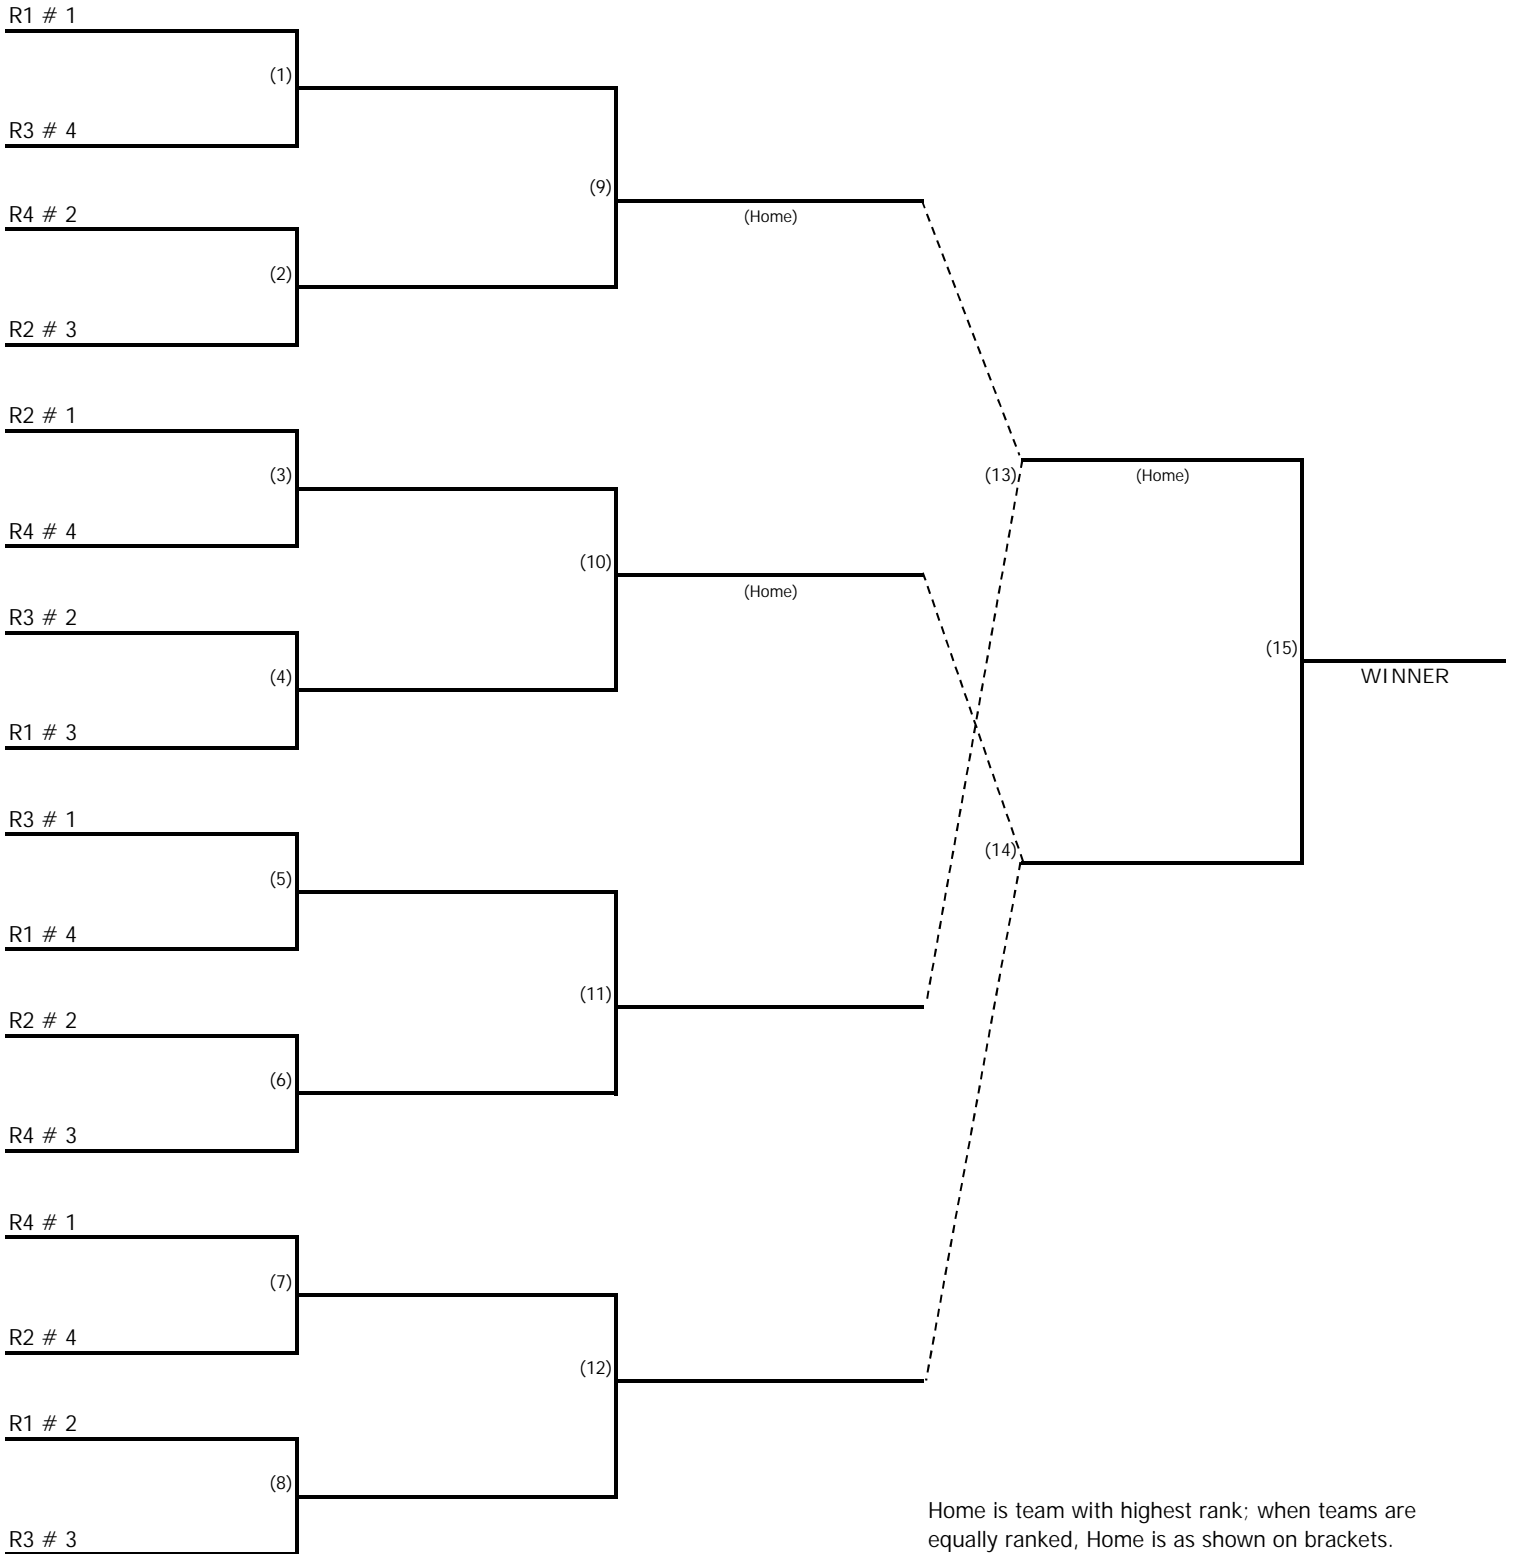 R1 # 1
(1)
R3 # 4
(9)
R4 # 2
(Home)
(2)
R2 # 3
R2 # 1
(3)
(13)
(Home)
R4 # 4
(10)
(Home)
R3 # 2
(4)
(15)
WINNER
R1 # 3
R3 # 1
(14)
(5)
R1 # 4
(11)
R2 # 2
(6)
R4 # 3
R4 # 1
(7)
R2 # 4
(12)
R1 # 2
(8)
R3 # 3
Home is team with highest rank; when teams are
equally ranked, Home is as shown on brackets.